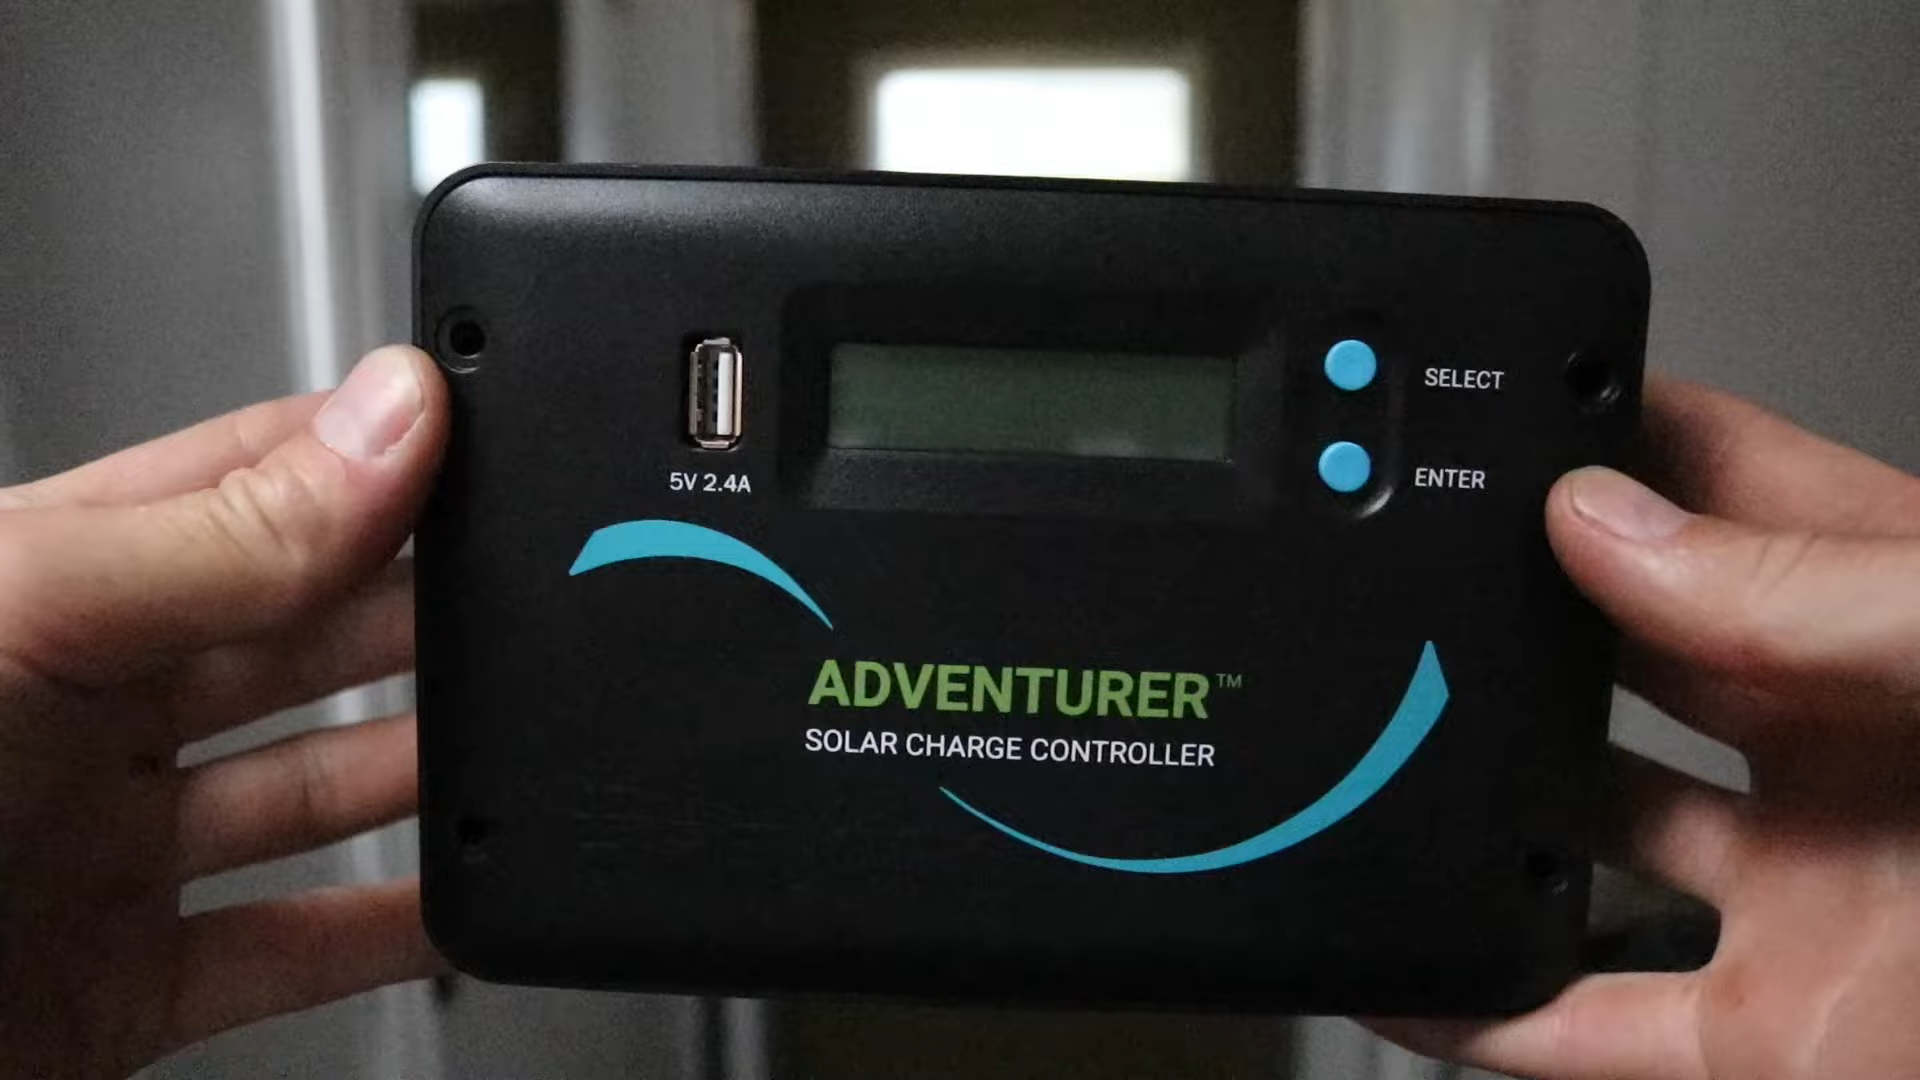 SELECT
5V 2.4A
ENTER
ADVENTURER™
SOLAR CHARGE CONTROLLER